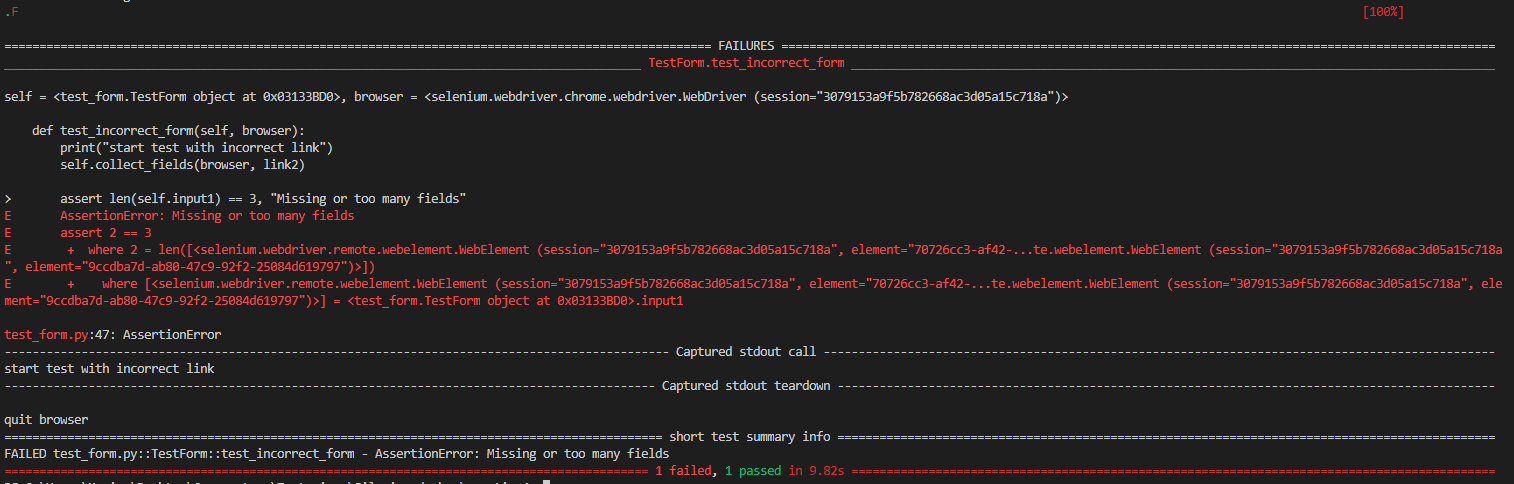 .F [100%]
=================================== FAILURES ===================================
___________________________ TestForm.test_incorrect_form ___________________________
self = <test_form.TestForm object at 0x03133BD0>, browser = <selenium.webdriver.chrome.webdriver.WebDriver (session="3079153a9f5b782668ac3d05a15c718a")>
def test_incorrect_form(self, browser):
print("start test with incorrect link")
self.collect_fields(browser, link2)
> assert len(self.input1) == 3, "Missing or too many fields"
E AssertionError: Missing or too many fields
E assert 2 == 3
E + where 2 = len([<selenium.webdriver.remote.webelement.WebElement (session="3079153a9f5b782668ac3d05a15c718a", element="70726cc3-af42-...te.webelement.WebElement (session="3079153a9f5b782668ac3d05a15c718a
", element="9ccdba7d-ab80-47c9-92f2-25084d619797")>])
E + where [<selenium.webdriver.remote.webelement.WebElement (session="3079153a9f5b782668ac3d05a15c718a", element="70726cc3-af42-...te.webelement.WebElement (session="3079153a9f5b782668ac3d05a15c718a", ele
ment="9ccdba7d-ab80-47c9-92f2-25084d619797")>] = <test_form.TestForm object at 0x03133BD0>.input1
test_form.py:47: AssertionError
------------------------------ Captured stdout call ------------------------------
start test with incorrect link
---------------------------- Captured stdout teardown ----------------------------
quit browser
============================ short test summary info ============================
FAILED test_form.py::TestForm::test_incorrect_form - AssertionError: Missing or too many fields
========================== 1 failed, 1 passed in 9.82s ==========================